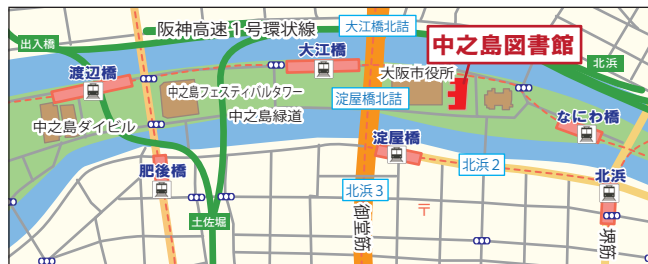 阪神高速1号環状線
大江橋北詰
出入橋
大江橋
中之島図書館
北浜
渡辺橋
大阪市役所
中之島フェスティバルタワー
淀屋橋北詰
なにわ橋
中之島緑道
中之島ダイビル
淀屋橋
肥後橋
北浜2
北浜
北浜3
〒
土佐堀
御堂筋
堺筋